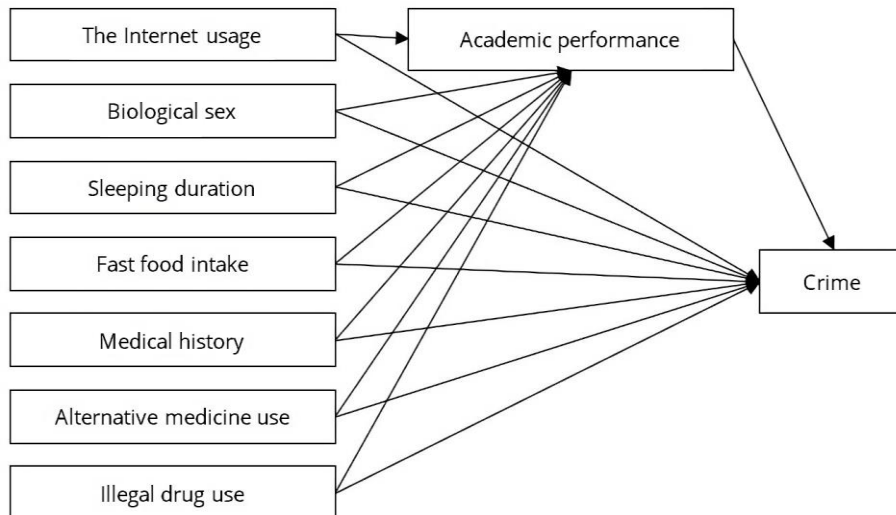 The Internet usage
Academic performance
Biological sex
Sleeping duration
Fast food intake
Crime
Medical history
Alternative medicine use
Illegal drug use